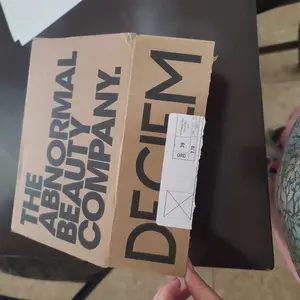 THE
ABNORMAL
BEAUTY
COMPANY.
DECIEM